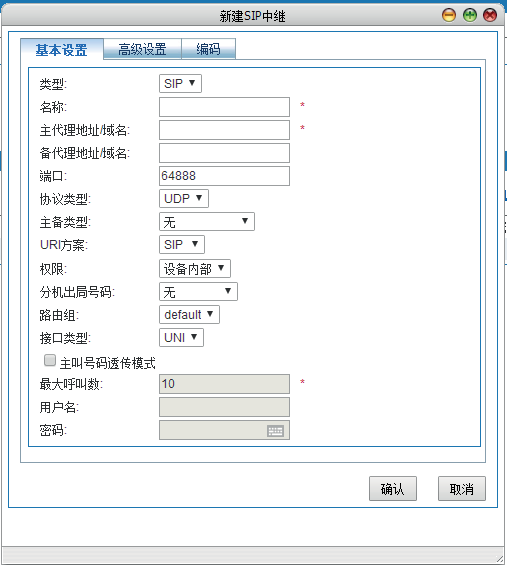 新建SIP中继
基本设置 高级设置 编码
类型: SIP
名称: *
主代理地址/域名: *
备代理地址/域名:
端口: 64888
协议类型: UDP
主备类型: 无
URI方案: SIP
权限: 设备内部
分机出局号码: 无
路由组: default
接口类型: UNI
主叫号码透传模式
最大呼叫数: 10 *
用户名:
密码:
确认 取消